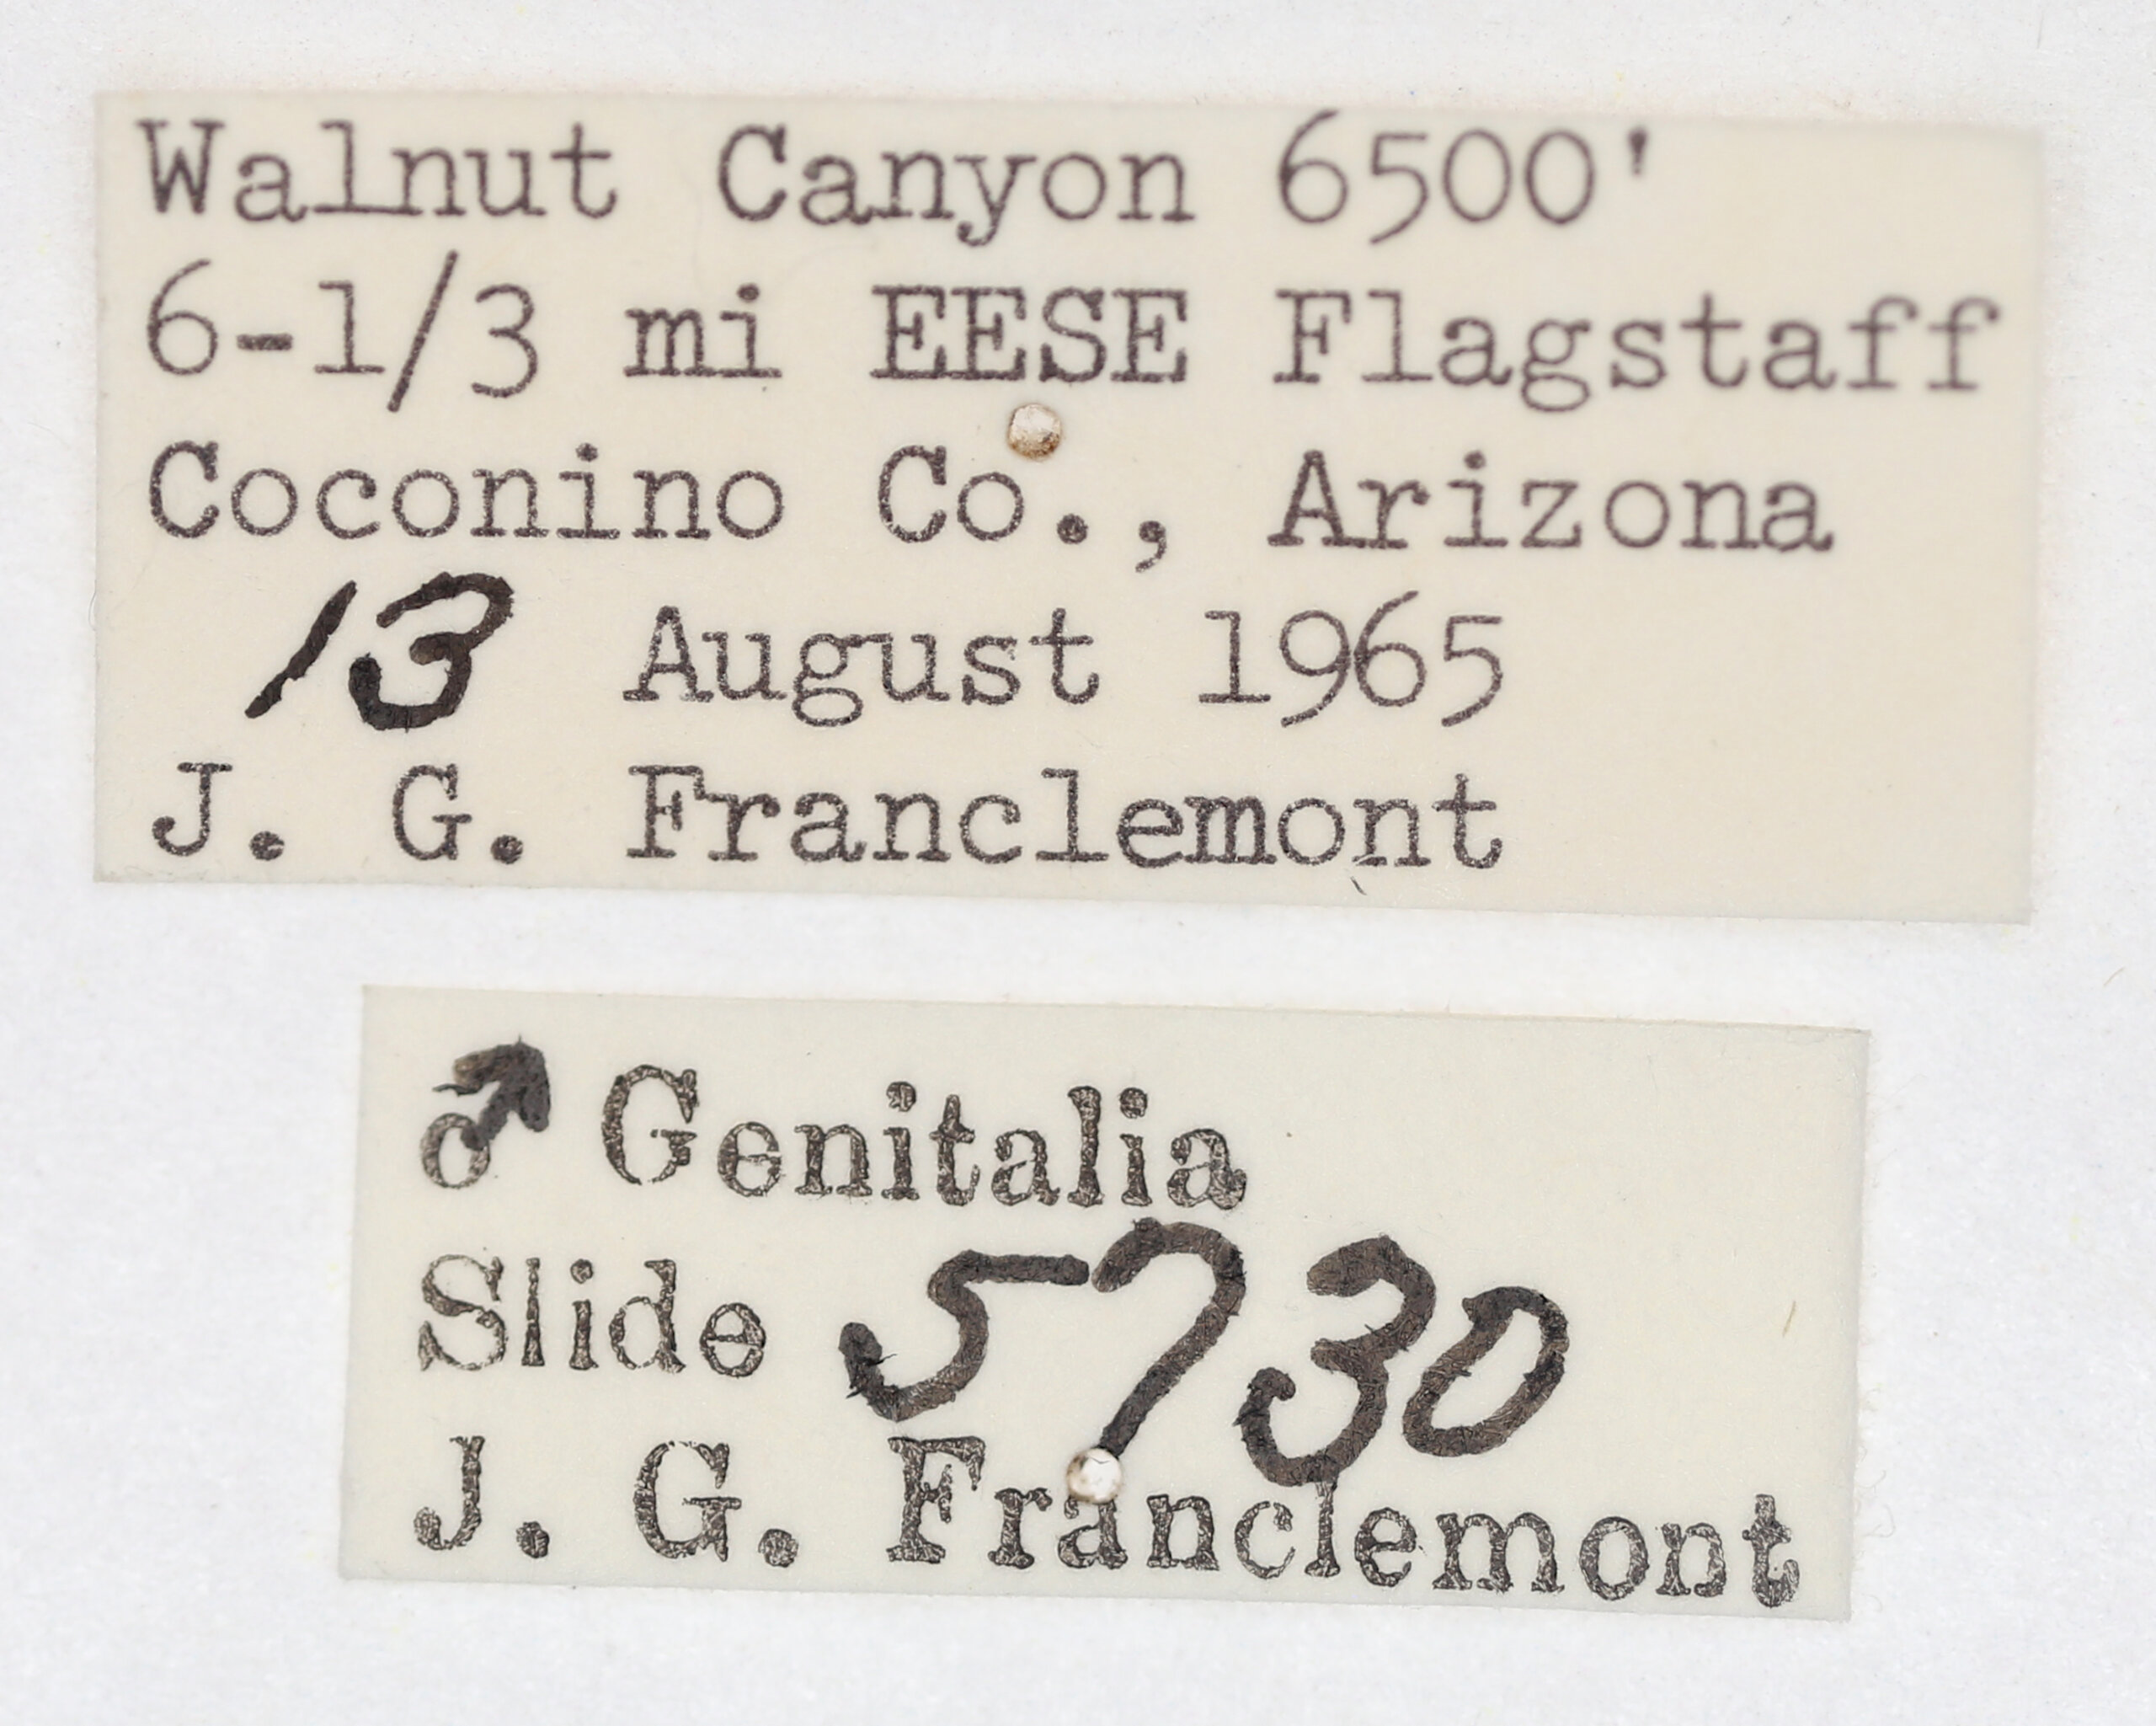 Walnut Canyon 6500'
6-1/3 mi EESE Flagstaff
Coconino Co., Arizona
13 August 1965
J. G. Franclemont
♂ Genitalia
Slide 5730
J. G. Franclemont